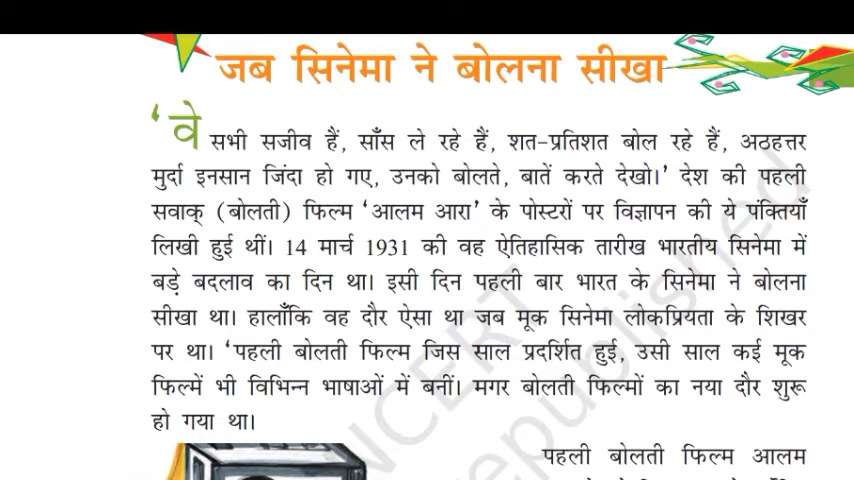 जब सिनेमा ने बोलना सीखा
‘वे सभी सजीव हैं, साँस ले रहे हैं, शत-प्रतिशत बोल रहे हैं, अठहत्तर
मुर्दा इनसान जिंदा हो गए, उनको बोलते, बातें करते देखो।’ देश की पहली
सवाक् (बोलती) फिल्म ‘आलम आरा’ के पोस्टरों पर विज्ञापन की ये पंक्तियाँ
लिखी हुई थीं। 14 मार्च 1931 की वह ऐतिहासिक तारीख भारतीय सिनेमा में
बड़े बदलाव का दिन था। इसी दिन पहली बार भारत के सिनेमा ने बोलना
सीखा था। हालाँकि वह दौर ऐसा था जब मूक सिनेमा लोकप्रियता के शिखर
पर था। ‘पहली बोलती फिल्म जिस साल प्रदर्शित हुई, उसी साल कई मूक
फिल्में भी विभिन्न भाषाओं में बनीं। मगर बोलती फिल्मों का नया दौर शुरू
हो गया था।
पहली बोलती फिल्म आलम
NCERT
republished